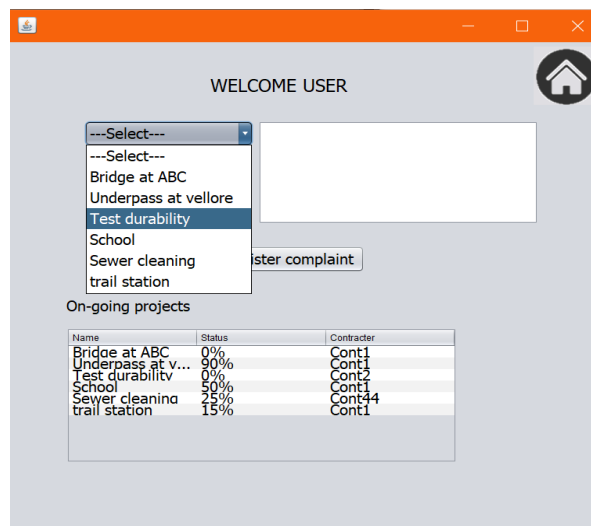 WELCOME USER
---Select---
---Select---
Bridge at ABC
Underpass at vellore
Test durability
School
Sewer cleaning
trail station
ister complaint
On-going projects
Name Status Contracter
Bridge at ABC 0% Cont1
Underpass at v... 90% Cont1
Test durability 0% Cont2
School 50% Cont1
Sewer cleaning 25% Cont44
trail station 15% Cont1